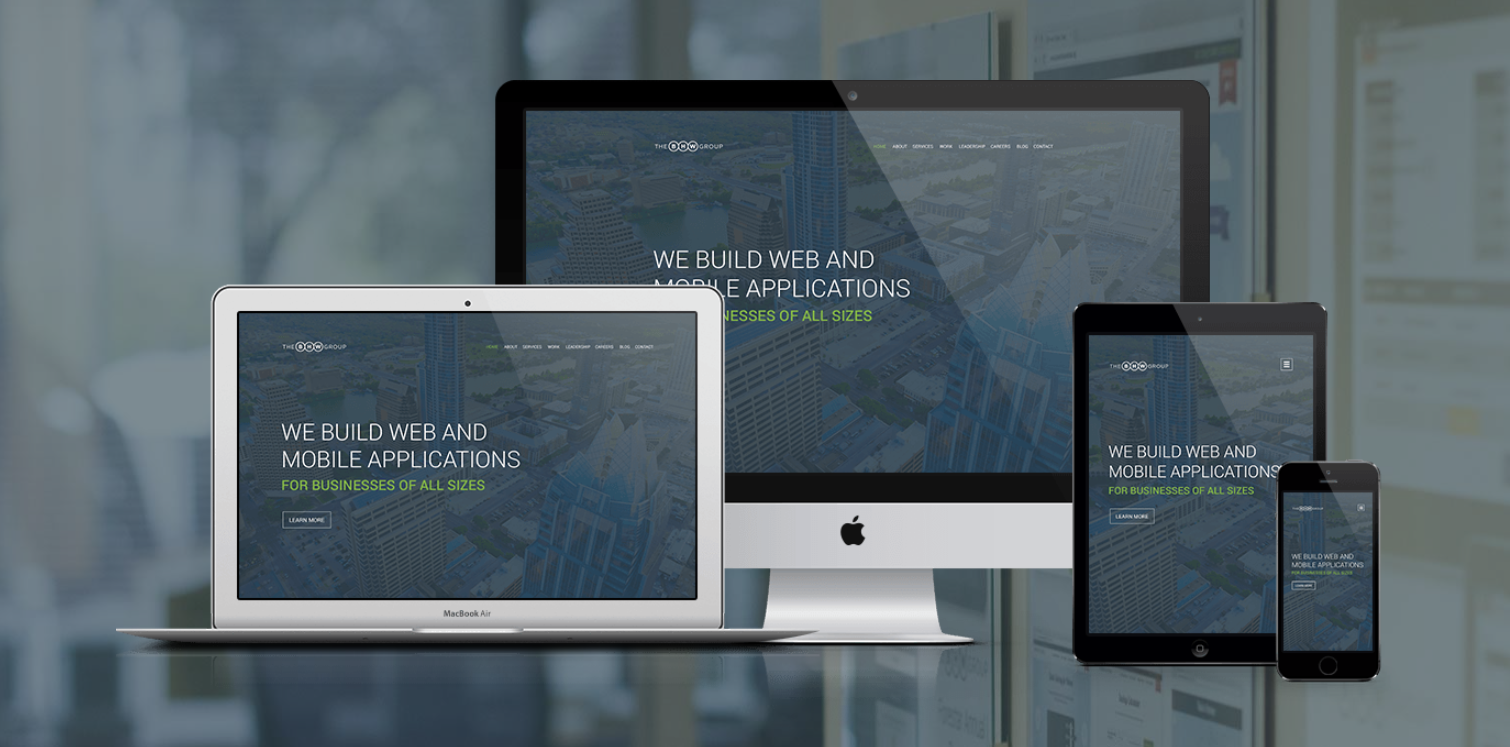 THE BHW GROUP
HOME ABOUT SERVICES WORK LEADERSHIP CAREERS BLOG CONTACT
WE BUILD WEB AND
MOBILE APPLICATIONS
BUSINESSES OF ALL SIZES
THE BHW GROUP
HOME ABOUT SERVICES WORK LEADERSHIP CAREERS BLOG CONTACT
WE BUILD WEB AND
MOBILE APPLICATIONS
FOR BUSINESSES OF ALL SIZES
LEARN MORE
MacBook Air
THE BHW GROUP
WE BUILD WEB AND
MOBILE APPLICATIONS
FOR BUSINESSES OF ALL SIZES
LEARN MORE
WE BUILD WEB AND
MOBILE APPLICATIONS
FOR BUSINESSES OF ALL SIZES
LEARN MORE